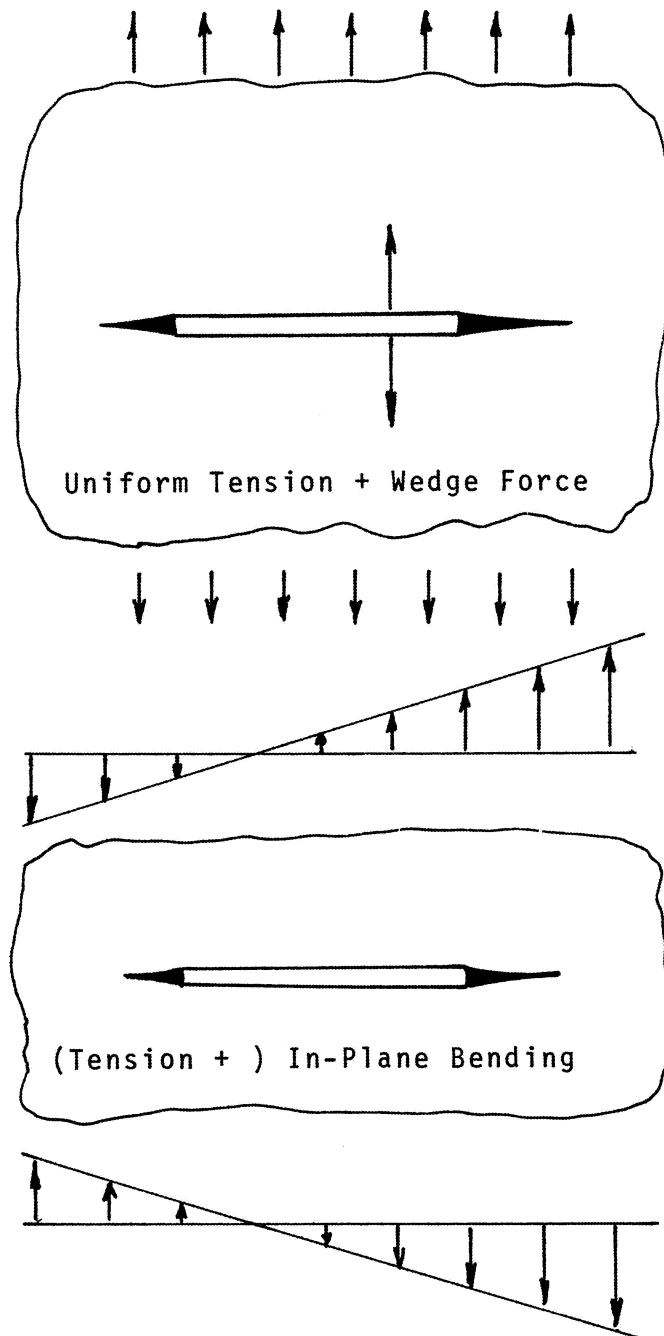 Uniform Tension + Wedge Force
(Tension + ) In-Plane Bending